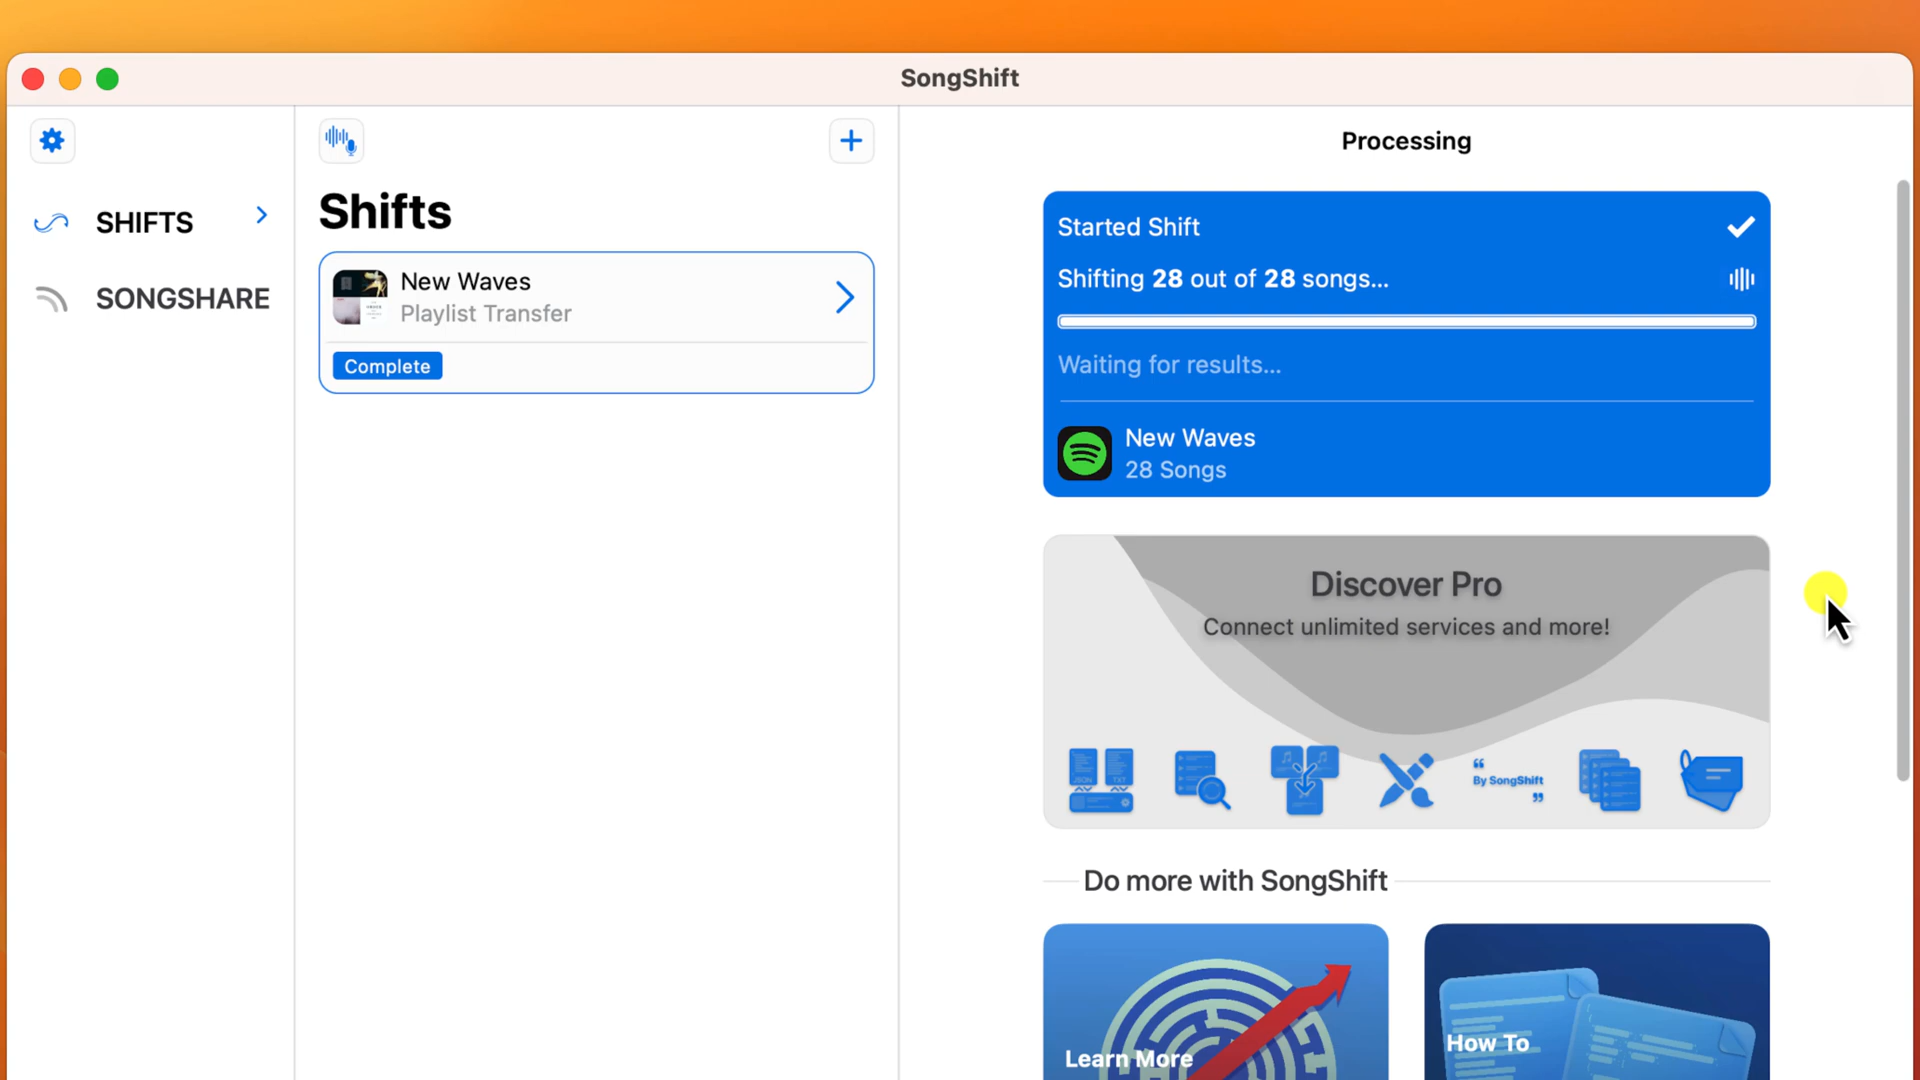 SongShift
SHIFTS
SONGSHARE
Shifts
New Waves
Playlist Transfer
Complete
Processing
Started Shift
Shifting 28 out of 28 songs...
Waiting for results...
New Waves
28 Songs
Discover Pro
Connect unlimited services and more!
JSON
TXT
“ By SongShift ”
Do more with SongShift
Learn More
How To